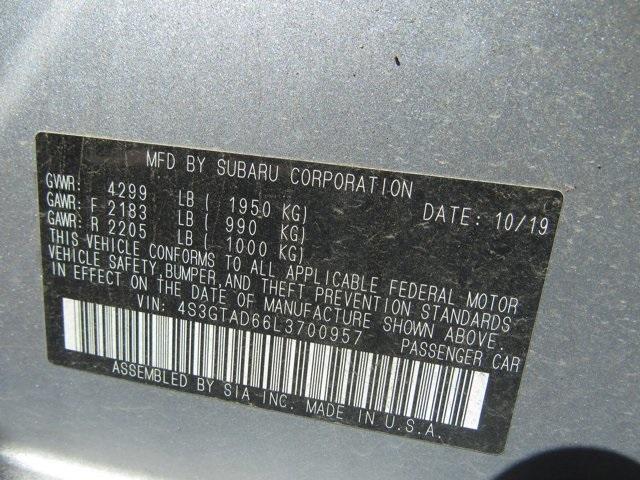 MFD BY SUBARU CORPORATION
GVWR: 4299 LB ( 1950 KG) DATE: 10/19
GAWR: F 2183 LB ( 990 KG)
GAWR: R 2205 LB ( 1000 KG)
THIS VEHICLE CONFORMS TO ALL APPLICABLE FEDERAL MOTOR
VEHICLE SAFETY, BUMPER, AND THEFT PREVENTION STANDARDS
IN EFFECT ON THE DATE OF MANUFACTURE SHOWN ABOVE.
VIN: 4S3GTAD66L3700957 PASSENGER CAR
ASSEMBLED BY SIA INC. MADE IN U.S.A.